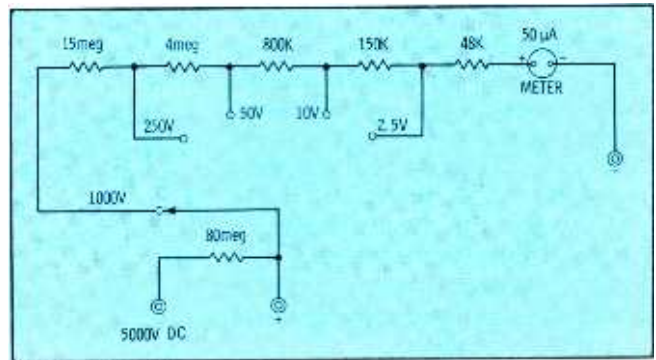 15meg 4meg 800K 150K 48K 50 µA
+ -
METER
250V 50V 10V 2.5V
-
1000V
80meg
+
5000V DC